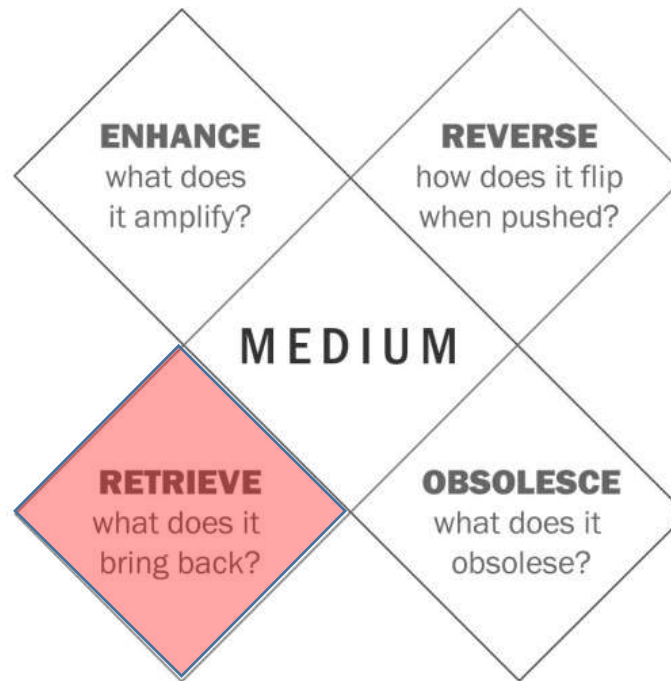 ENHANCE
what does
it amplify?
REVERSE
how does it flip
when pushed?
MEDIUM
RETRIEVE
what does it
bring back?
OBSOLESCE
what does it
obsolese?